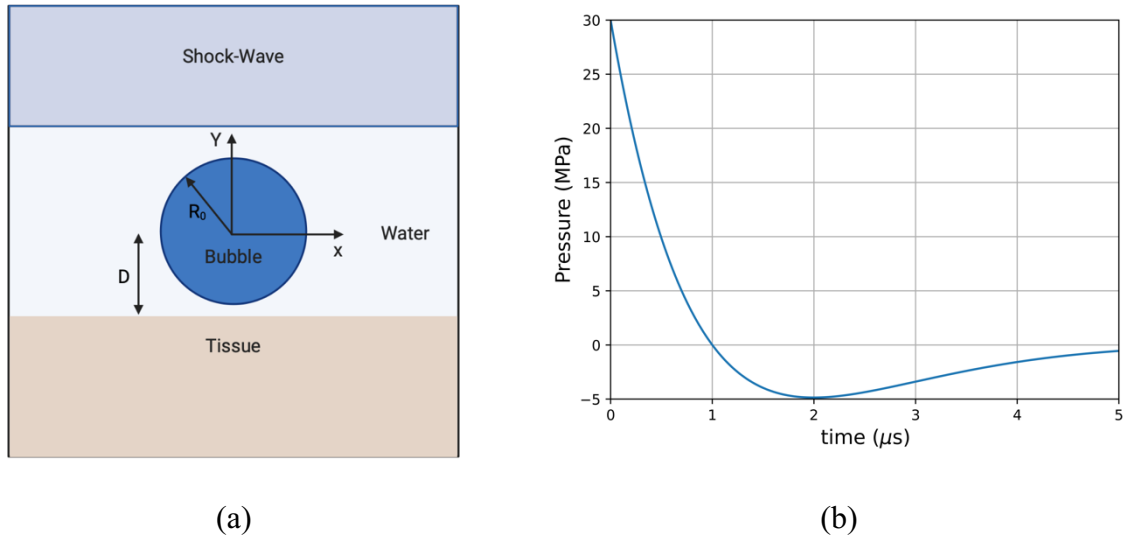 Shock-Wave
Y
R₀
Bubble
x
Water
D
Tissue
(a)
Pressure (MPa)
30
25
20
15
10
5
0
−5
0 1 2 3 4 5
time (μs)
(b)